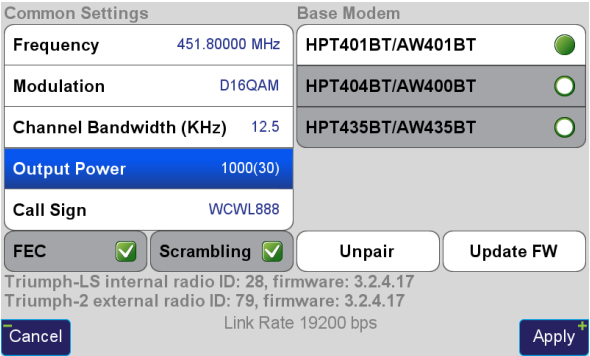 Common Settings
Base Modem
Frequency 451.80000 MHz
HPT401BT/AW401BT
Modulation D16QAM
HPT404BT/AW400BT
Channel Bandwidth (KHz) 12.5
HPT435BT/AW435BT
Output Power 1000(30)
Call Sign WCWL888
FEC
Scrambling
Unpair
Update FW
Triumph-LS internal radio ID: 28, firmware: 3.2.4.17
Triumph-2 external radio ID: 79, firmware: 3.2.4.17
Link Rate 19200 bps
-Cancel
Apply+